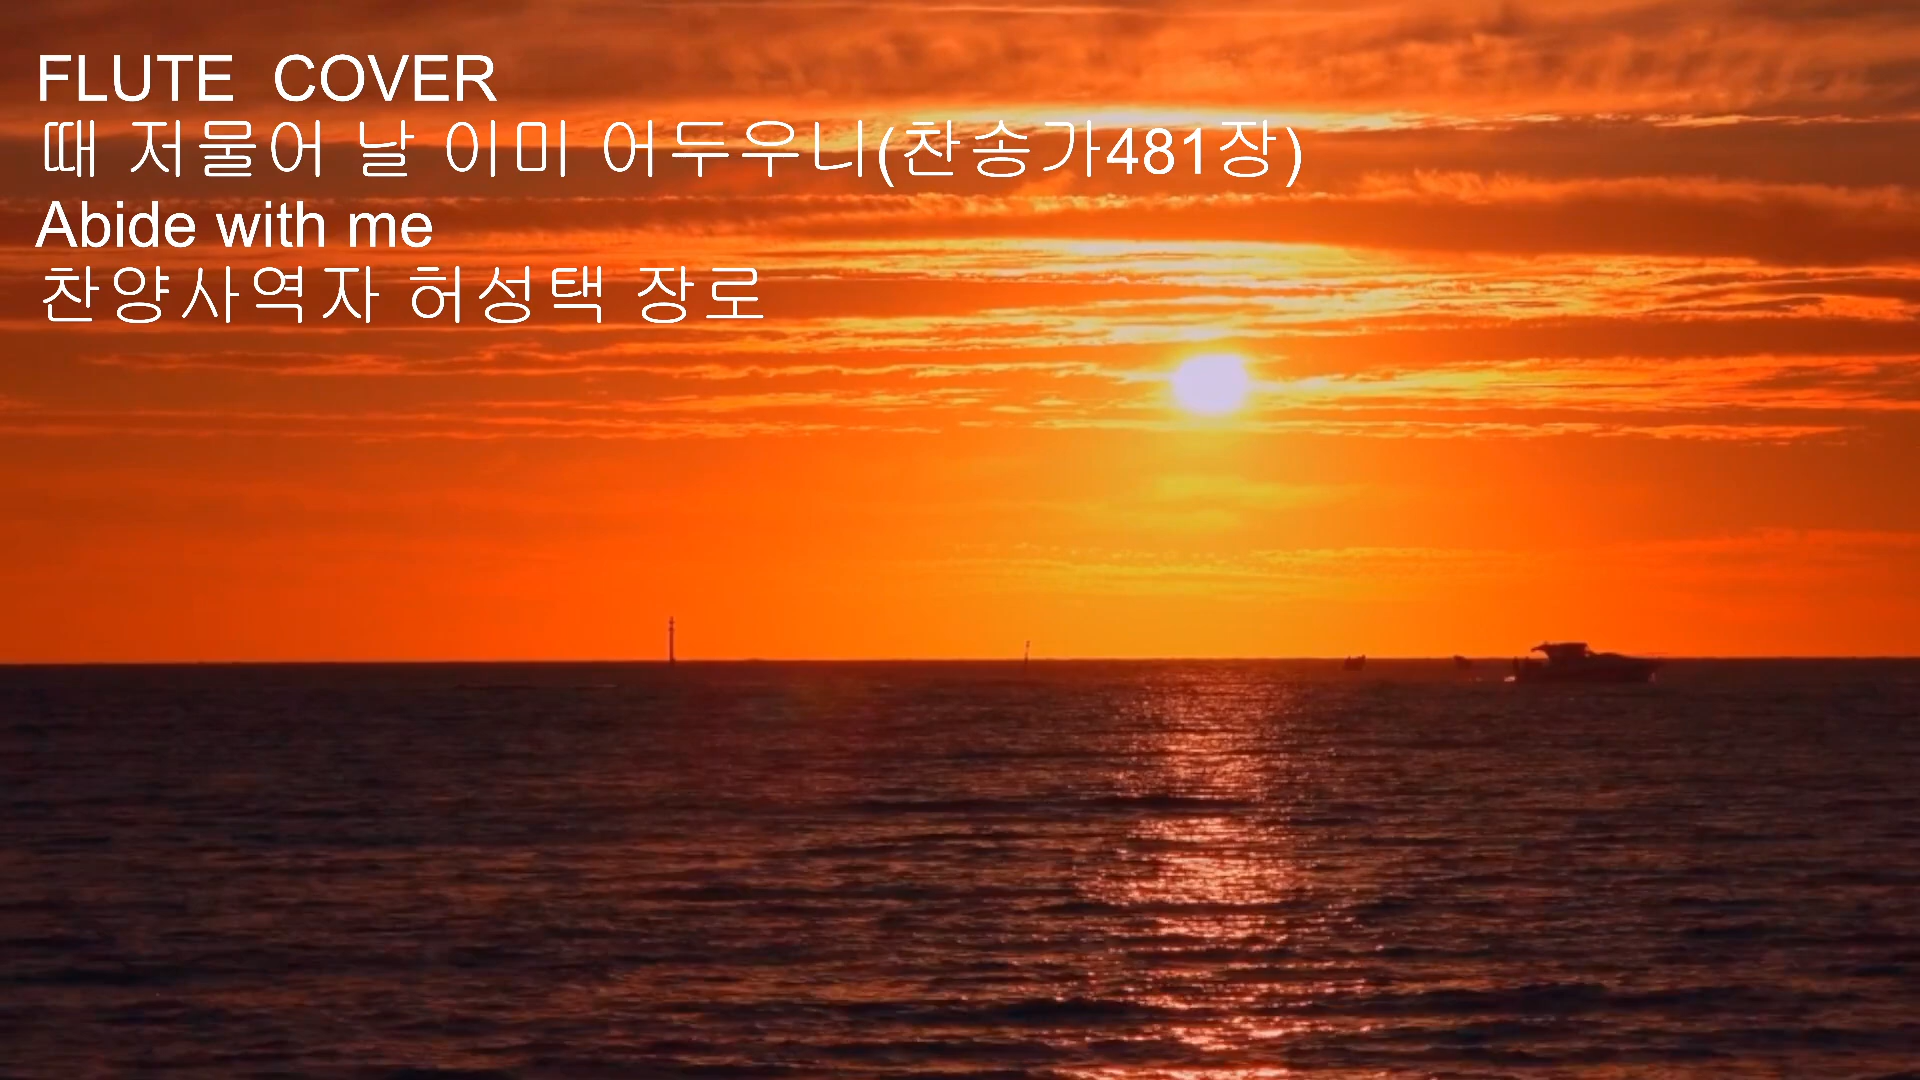 FLUTE COVER
때 저물어 날 이미 어두우니(찬송가481장)
Abide with me
찬양사역자 허성택 장로